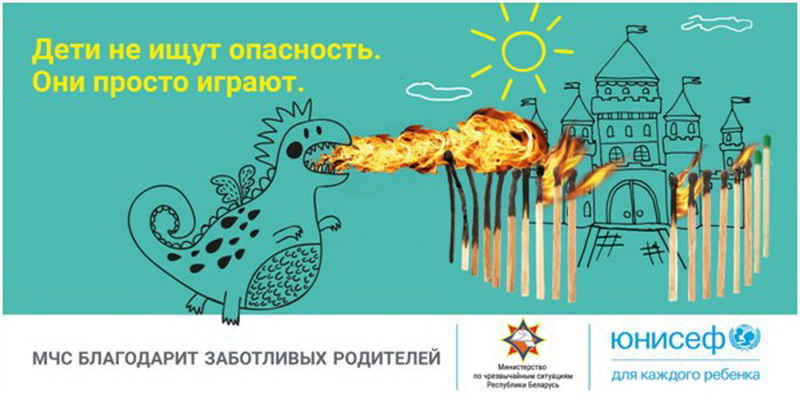 Дети не ищут опасность.
Они просто играют.
МЧС БЛАГОДАРИТ ЗАБОТЛИВЫХ РОДИТЕЛЕЙ
Министерство
по чрезвычайным ситуациям
Республики Беларусь
юнисеф
для каждого ребенка